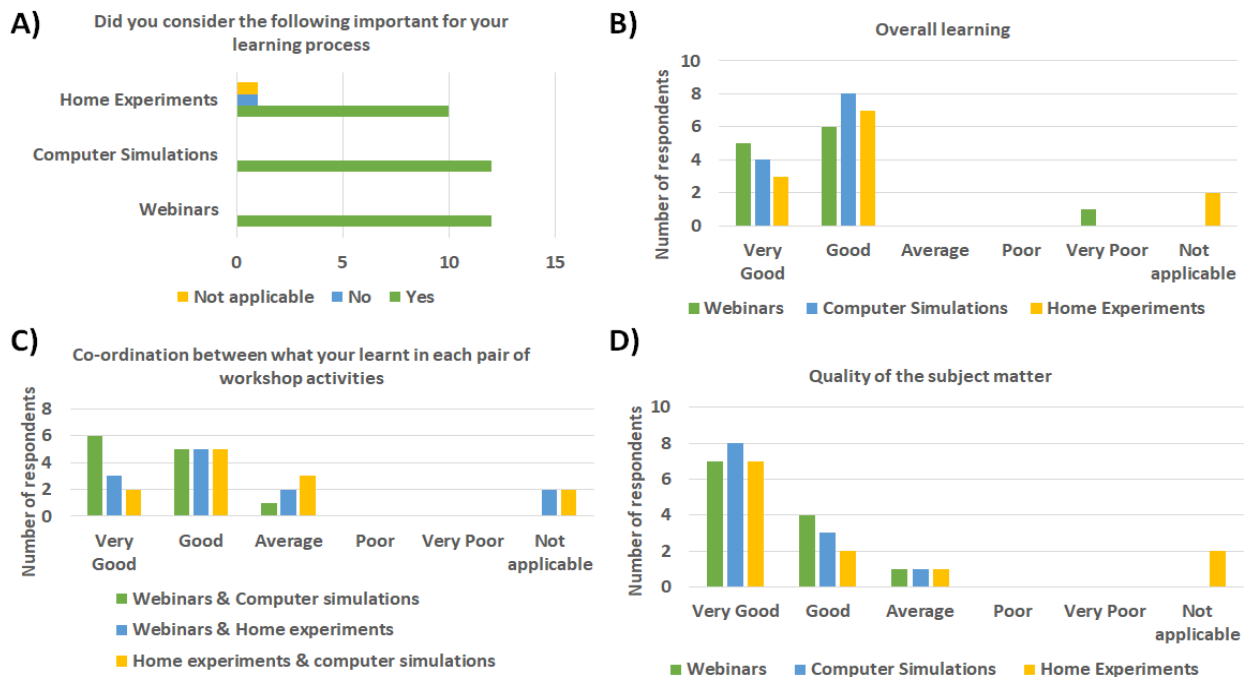 A)
Did you consider the following important for your
learning process
Home Experiments
Computer Simulations
Webinars
0 5 10 15
Not applicable No Yes
B)
Overall learning
Number of respondents
10
8
6
4
2
0
Very Good Average Poor Very Poor Not
Good applicable
Webinars Computer Simulations Home Experiments
C)
Co-ordination between what your learnt in each pair of
workshop activities
Number of respondents
8
6
4
2
0
Very Good Average Poor Very Poor Not
Good applicable
Webinars & Computer simulations
Webinars & Home experiments
Home experiments & computer simulations
D)
Quality of the subject matter
Number of respondents
10
8
6
4
2
0
Very Good Good Average Poor Very Poor Not
applicable
Webinars Computer Simulations Home Experiments